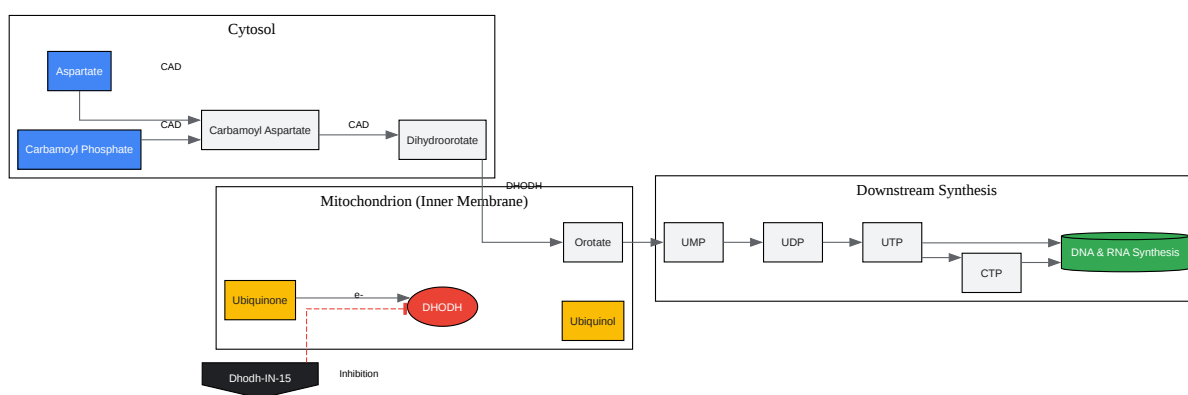 Cytosol
Aspartate
CAD
CAD
Carbamoyl Phosphate
Carbamoyl Aspartate
CAD
Dihydroorotate
DHODH
Mitochondrion (Inner Membrane)
Orotate
Ubiquinone
e-
DHODH
Ubiquinol
Dhodh-IN-15
Inhibition
Downstream Synthesis
UMP
UDP
UTP
CTP
DNA & RNA Synthesis